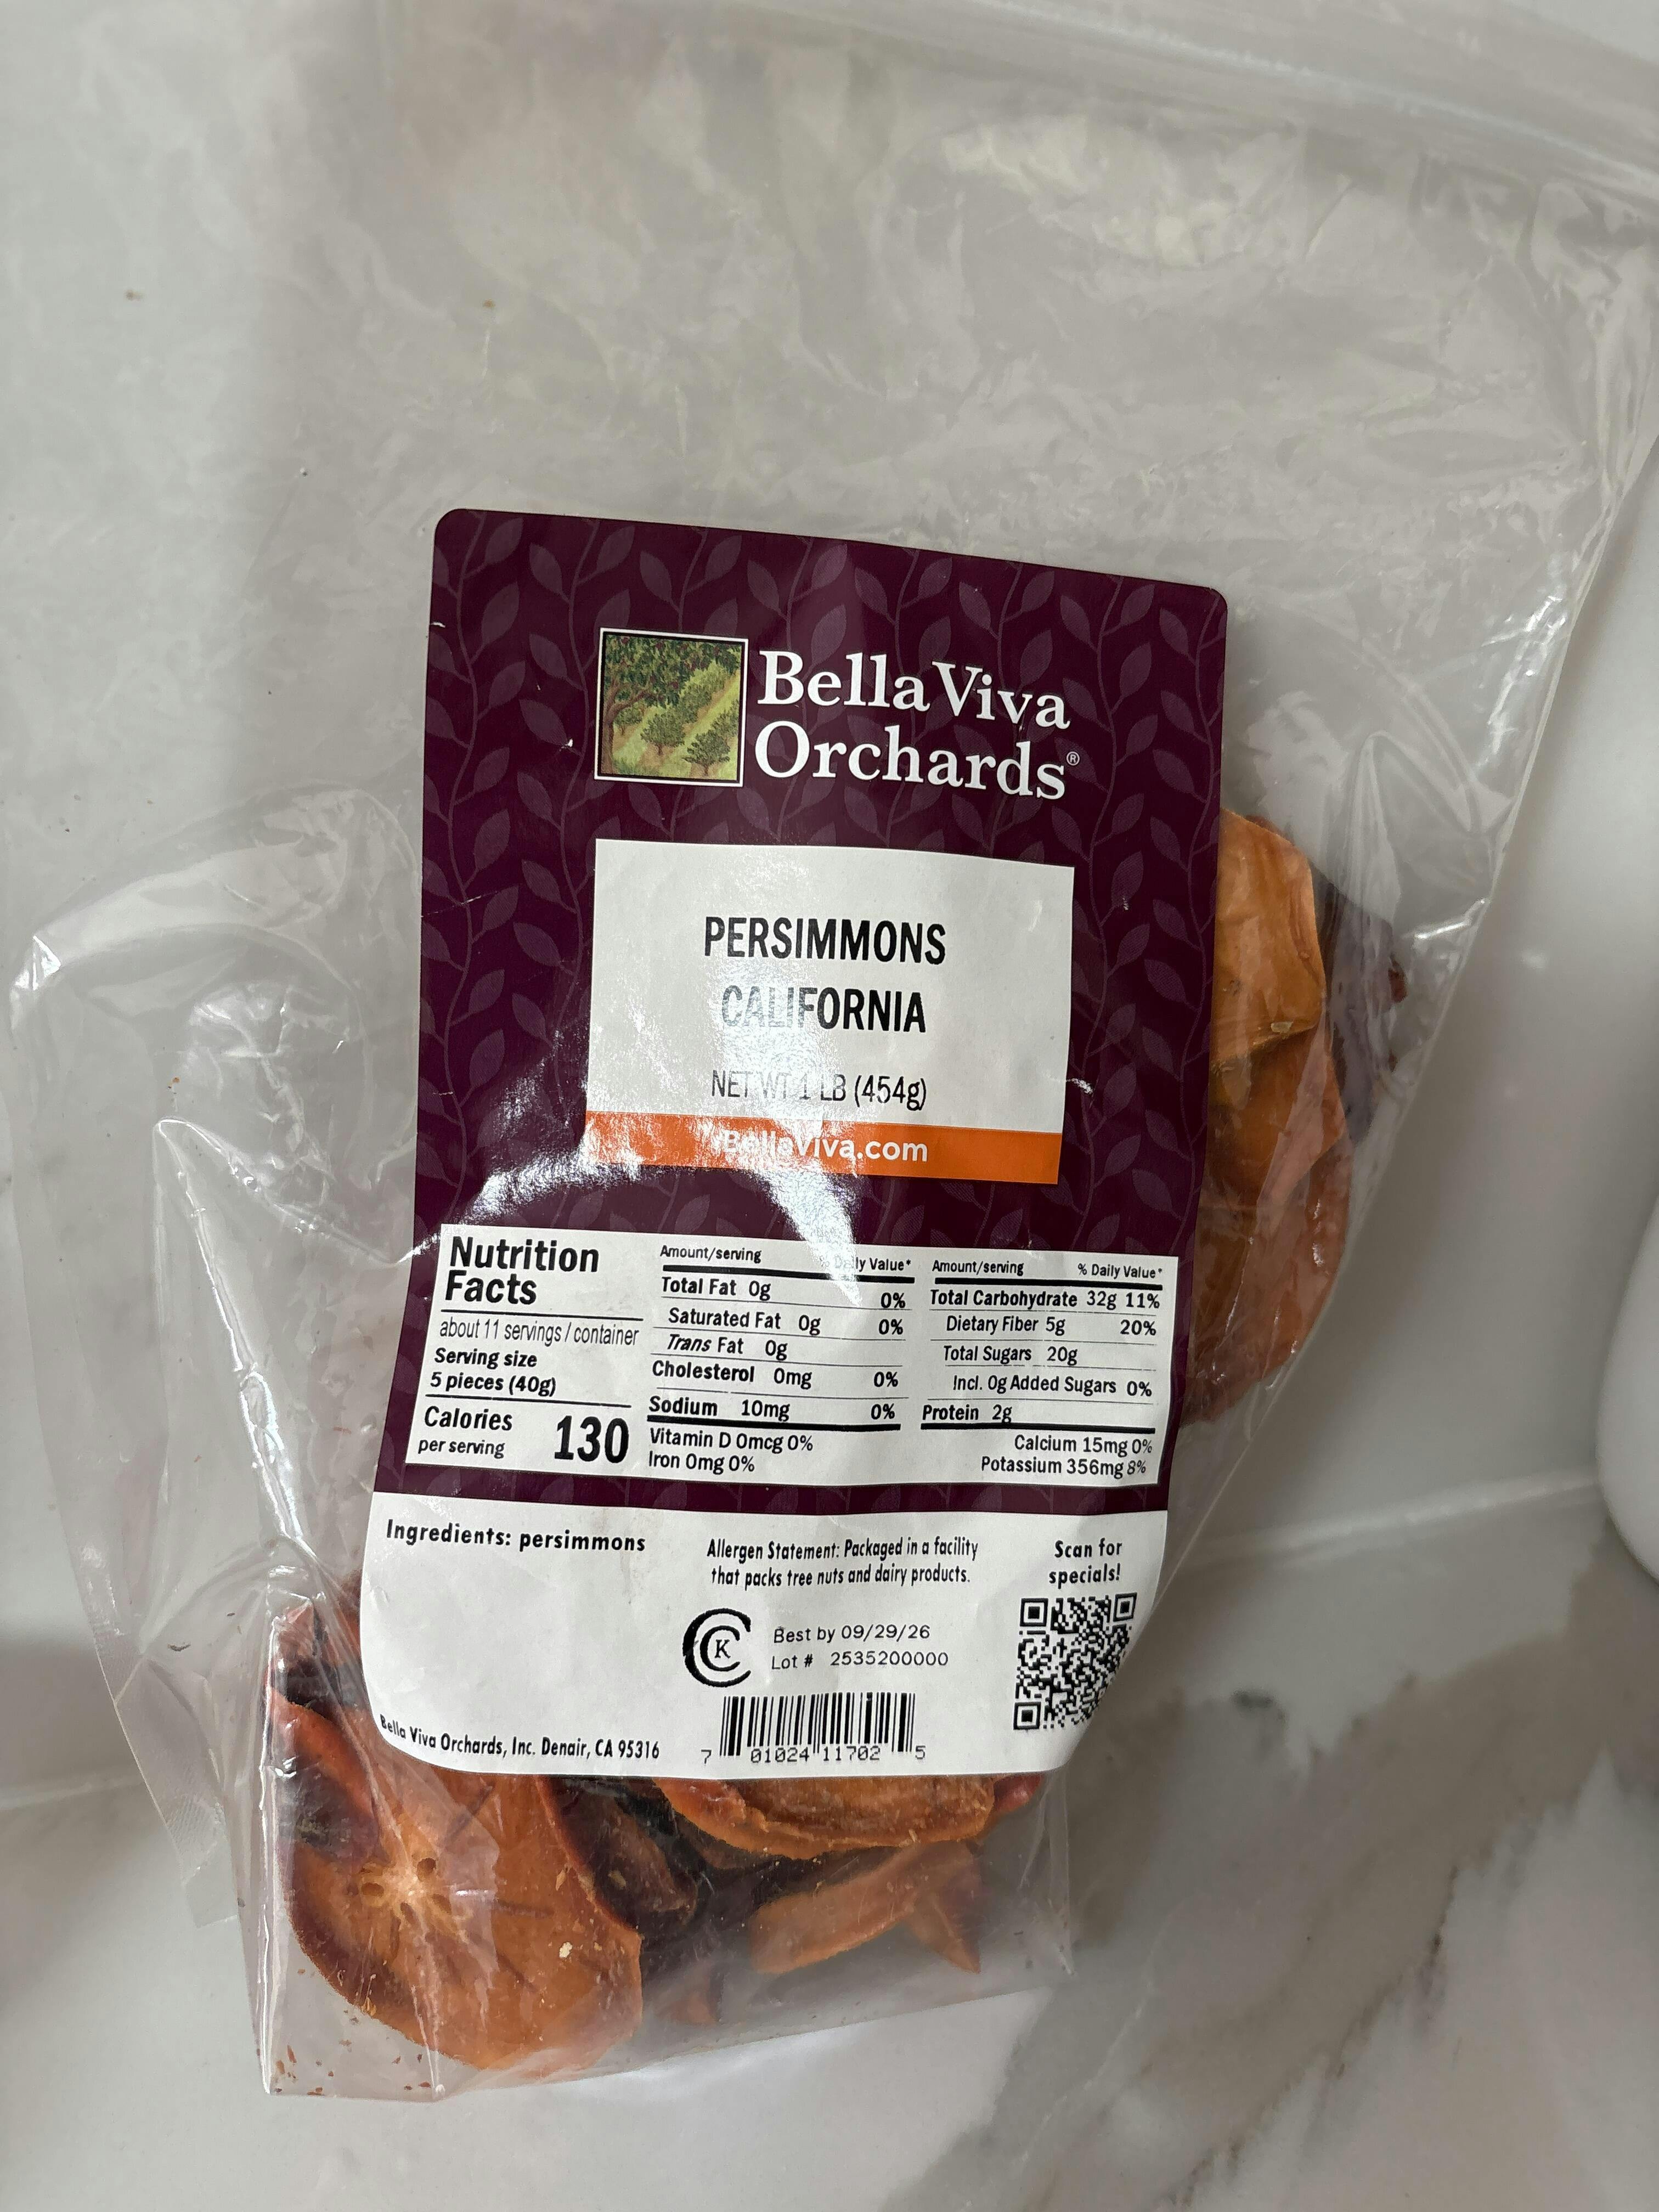 Bella Viva
Orchards®
PERSIMMONS
CALIFORNIA
NET WT 1 LB (454g)
BellaViva.com
Nutrition
Facts
about 11 servings / container
Serving size
5 pieces (40g)
Calories
per serving
130
Amount/serving % Daily Value*
Total Fat 0g 0%
Saturated Fat 0g 0%
Trans Fat 0g
Cholesterol 0mg 0%
Sodium 10mg 0%
Vitamin D 0mcg 0%
Iron 0mg 0%
Amount/serving % Daily Value*
Total Carbohydrate 32g 11%
Dietary Fiber 5g 20%
Total Sugars 20g
Incl. 0g Added Sugars 0%
Protein 2g
Calcium 15mg 0%
Potassium 356mg 8%
Ingredients: persimmons
Allergen Statement: Packaged in a facility
that packs tree nuts and dairy products.
Scan for
specials!
K
Best by 09/29/26
Lot # 2535200000
Bella Viva Orchards, Inc. Denair, CA 95316
7 01024 11702 5